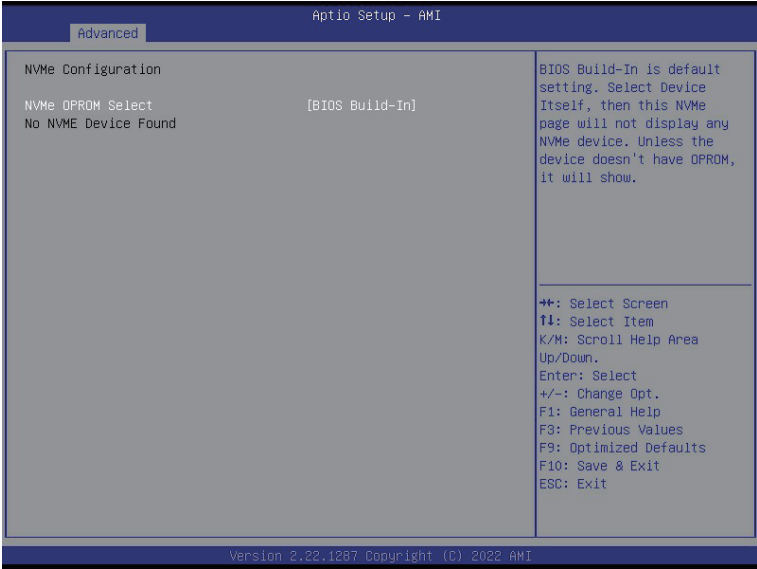 Aptio Setup – AMI
Advanced
NVMe Configuration
NVMe OPROM Select [BIOS Build-In]
No NVME Device Found
BIOS Build-In is default
setting. Select Device
Itself, then this NVMe
page will not display any
NVMe device. Unless the
device doesn't have OPROM,
it will show.
→←: Select Screen
↑↓: Select Item
K/M: Scroll Help Area
Up/Down.
Enter: Select
+/-: Change Opt.
F1: General Help
F3: Previous Values
F9: Optimized Defaults
F10: Save & Exit
ESC: Exit
Version 2.22.1287 Copyright (C) 2022 AMI